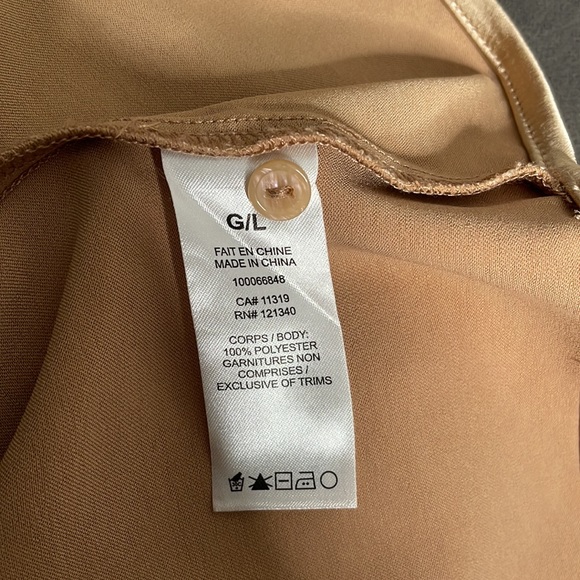 G/L
FAIT EN CHINE
MADE IN CHINA
100066848
CA# 11319
RN# 121340
CORPS / BODY:
100% POLYESTER
GARNITURES NON
COMPRISES /
EXCLUSIVE OF TRIMS